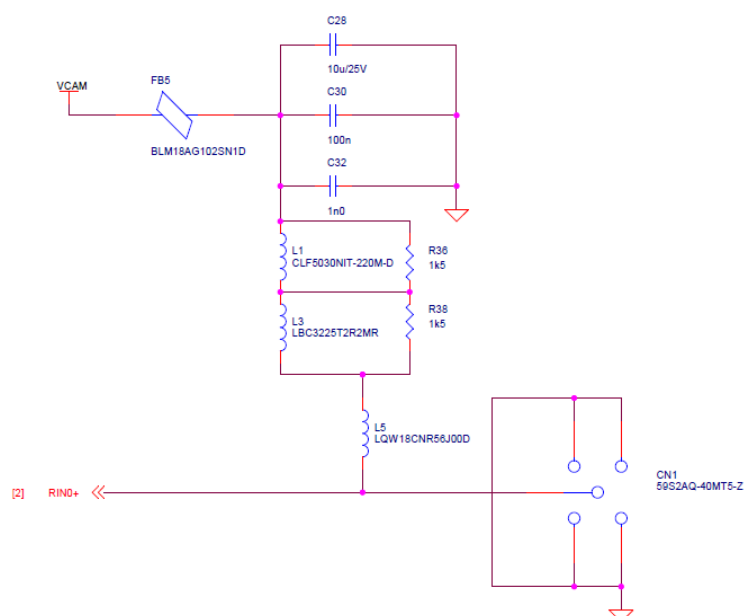 C28
10u/25V
VCAM
FB5
BLM18AG102SN1D
C30
100n
C32
1n0
L1
CLF5030NIT-220M-D
R36
1k5
L3
LBC3225T2R2MR
R38
1k5
L5
LQW18CNR56J00D
CN1
59S2AQ-40MT5-Z
[2] RIN0+